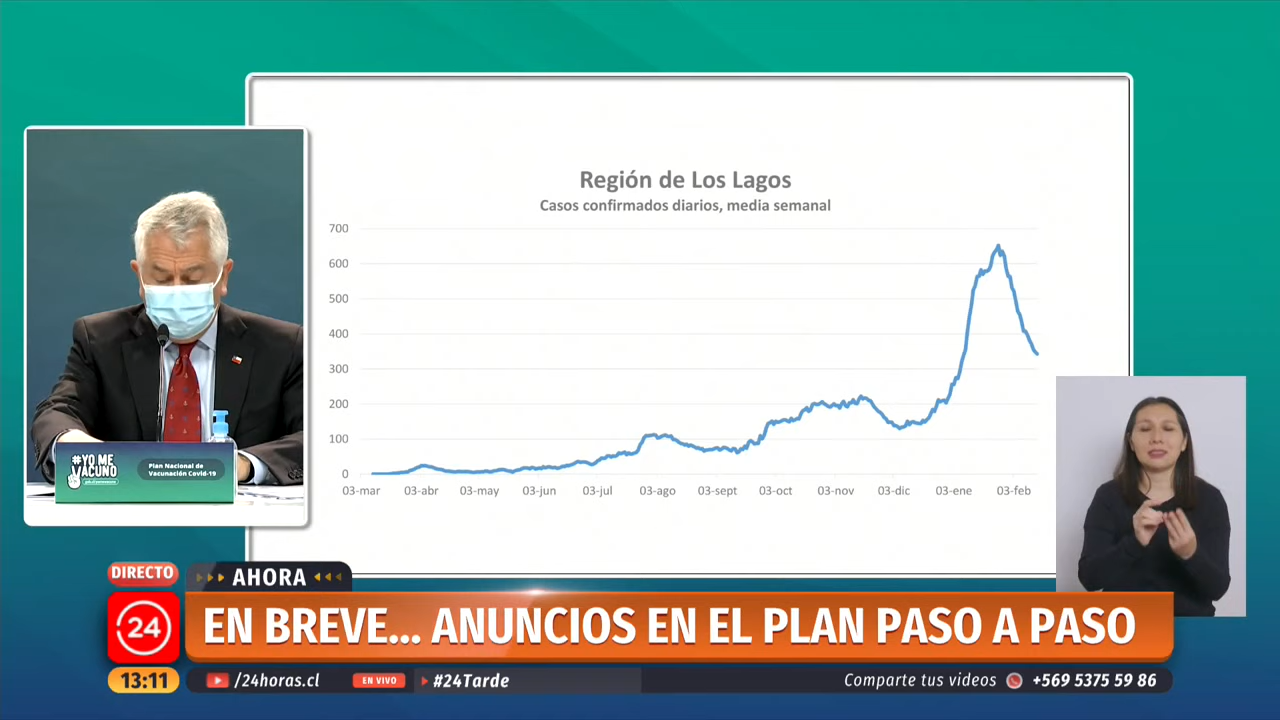 Región de Los Lagos
Casos confirmados diarios, media semanal
700
600
500
400
300
200
100
0
03-mar 03-abr 03-may 03-jun 03-jul 03-ago 03-sept 03-oct 03-nov 03-dic 03-ene 03-feb
#YO ME
VACUNO
Plan Nacional de
Vacunación Covid-19
DIRECTO
AHORA
24
EN BREVE... ANUNCIOS EN EL PLAN PASO A PASO
13:11
/24horas.cl
EN VIVO
#24Tarde
Comparte tus videos
+569 5375 59 86